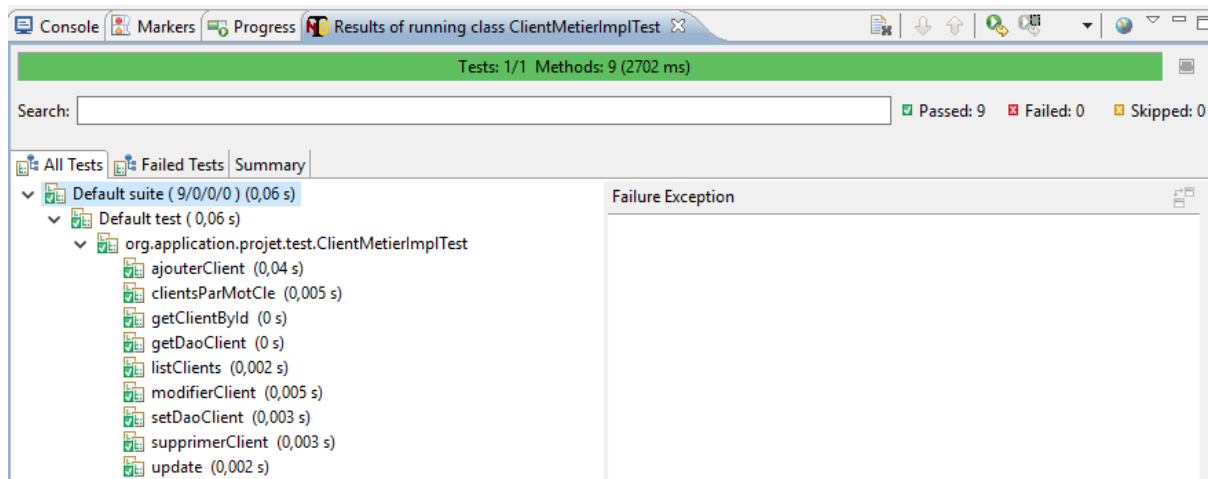 Console Markers Progress Results of running class ClientMetierImplTest
Tests: 1/1 Methods: 9 (2702 ms)
Search: Passed: 9 Failed: 0 Skipped: 0
All Tests Failed Tests Summary
Default suite ( 9/0/0/0 ) (0,06 s) Failure Exception
Default test ( 0,06 s)
org.application.projet.test.ClientMetierImplTest
ajouterClient (0,04 s)
clientsParMotCle (0,005 s)
getClientById (0 s)
getDaoClient (0 s)
listClients (0,002 s)
modifierClient (0,005 s)
setDaoClient (0,003 s)
supprimerClient (0,003 s)
update (0,002 s)